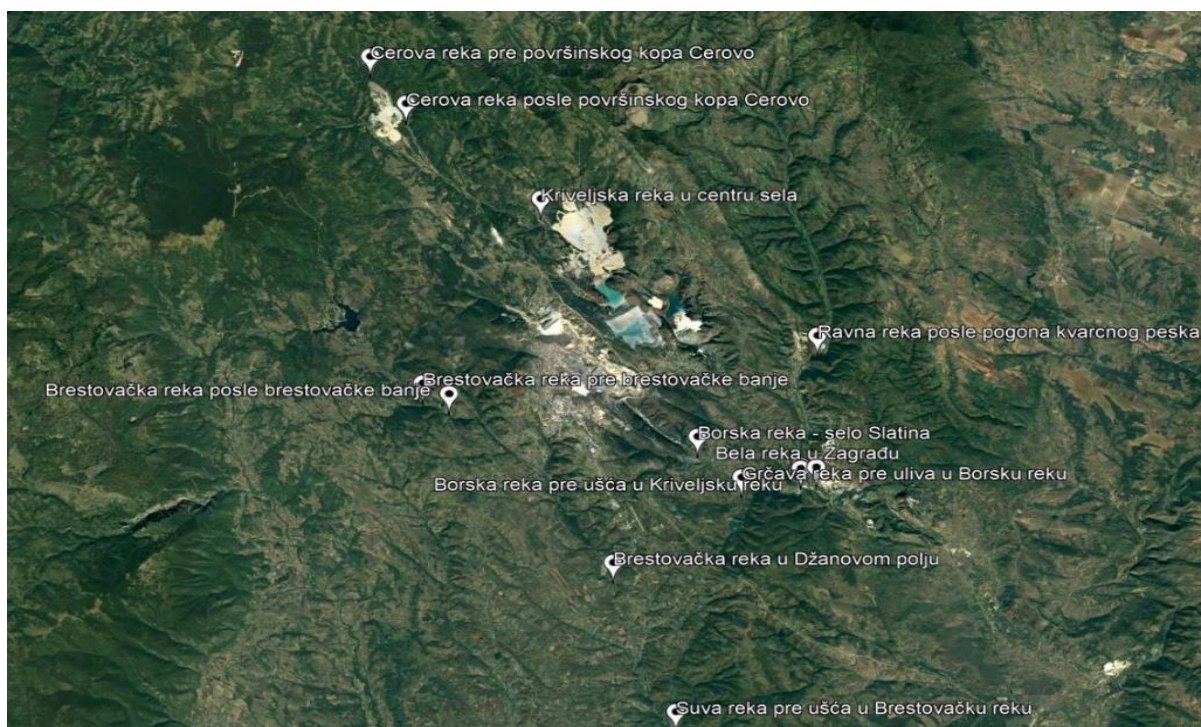 Cerova reka pre površinskog kopa Cerovo
Cerova reka posle površinskog kopa Cerovo
Kriveljska reka u centru sela
Ravna reka posle pogona kvarcnog peska
Brestovačka reka pre brestovačke banje
Brestovačka reka posle brestovačke banje
Borska reka - selo Slatina
Bela reka u Zagrađu
Grčava reka pre uliva u Borsku reku
Borska reka pre ušća u Kriveljsku reku
Brestovačka reka u Džanovom polju
Suva reka pre ušća u Brestovačku reku